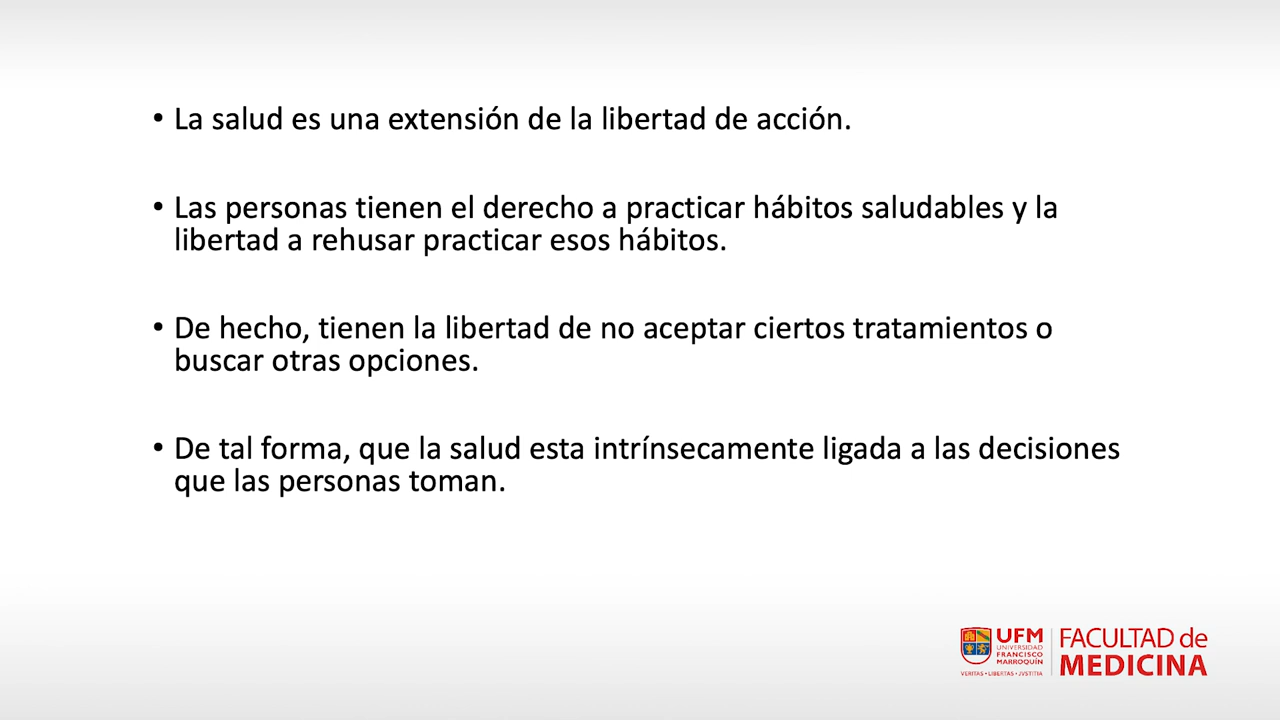 • La salud es una extensión de la libertad de acción.
• Las personas tienen el derecho a practicar hábitos saludables y la
libertad a rehusar practicar esos hábitos.
• De hecho, tienen la libertad de no aceptar ciertos tratamientos o
buscar otras opciones.
• De tal forma, que la salud esta intrínsecamente ligada a las decisiones
que las personas toman.
UFM
UNIVERSIDAD
FRANCISCO
MARROQUÍN
VERITAS • LIBERTAS • JVSTITIA
FACULTAD de
MEDICINA